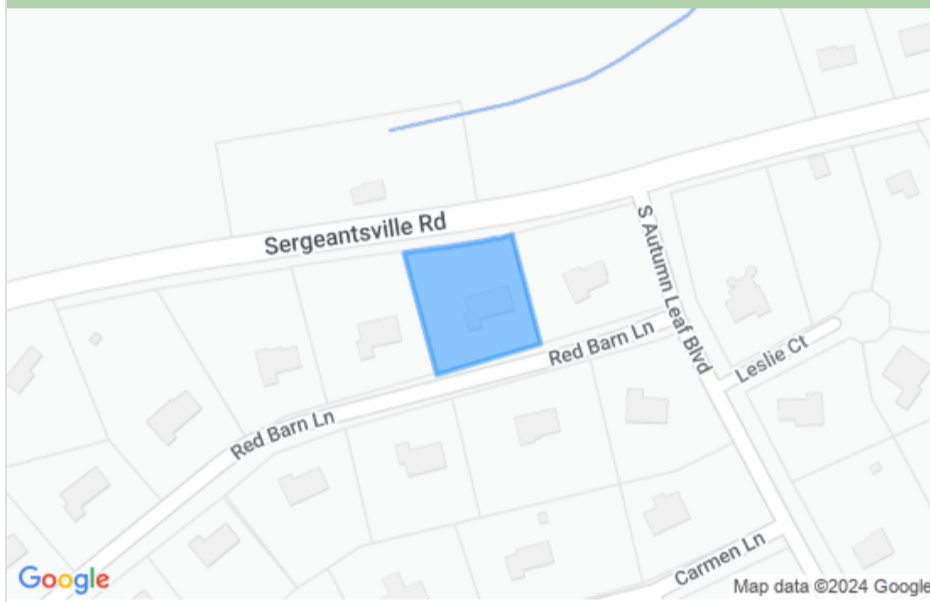 Sergeantsville Rd
S Autumn Leaf Blvd
Red Barn Ln
Leslie Ct
Red Barn Ln
Carmen Ln
Google
Map data ©2024 Google